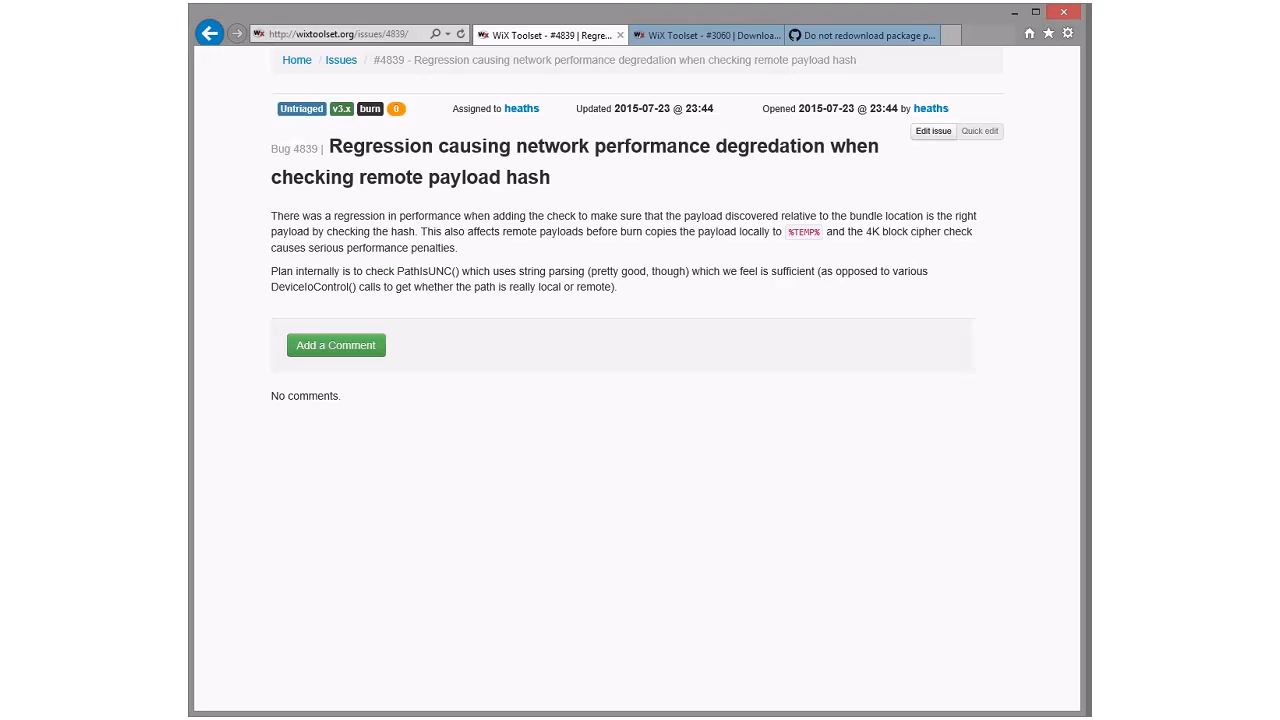 http://wixtoolset.org/issues/4839/
WiX Toolset - #4839 | Regre...
WiX Toolset - #3060 | Downloa...
Do not redownload package p...
Home / Issues / #4839 - Regression causing network performance degredation when checking remote payload hash
Untriaged v3.x burn 0 Assigned to heaths Updated 2015-07-23 @ 23:44 Opened 2015-07-23 @ 23:44 by heaths
Edit issue Quick edit
Bug 4839 | Regression causing network performance degredation when
checking remote payload hash
There was a regression in performance when adding the check to make sure that the payload discovered relative to the bundle location is the right
payload by checking the hash. This also affects remote payloads before burn copies the payload locally to %TEMP% and the 4K block cipher check
causes serious performance penalties.
Plan internally is to check PathIsUNC() which uses string parsing (pretty good, though) which we feel is sufficient (as opposed to various
DeviceIoControl() calls to get whether the path is really local or remote).
Add a Comment
No comments.